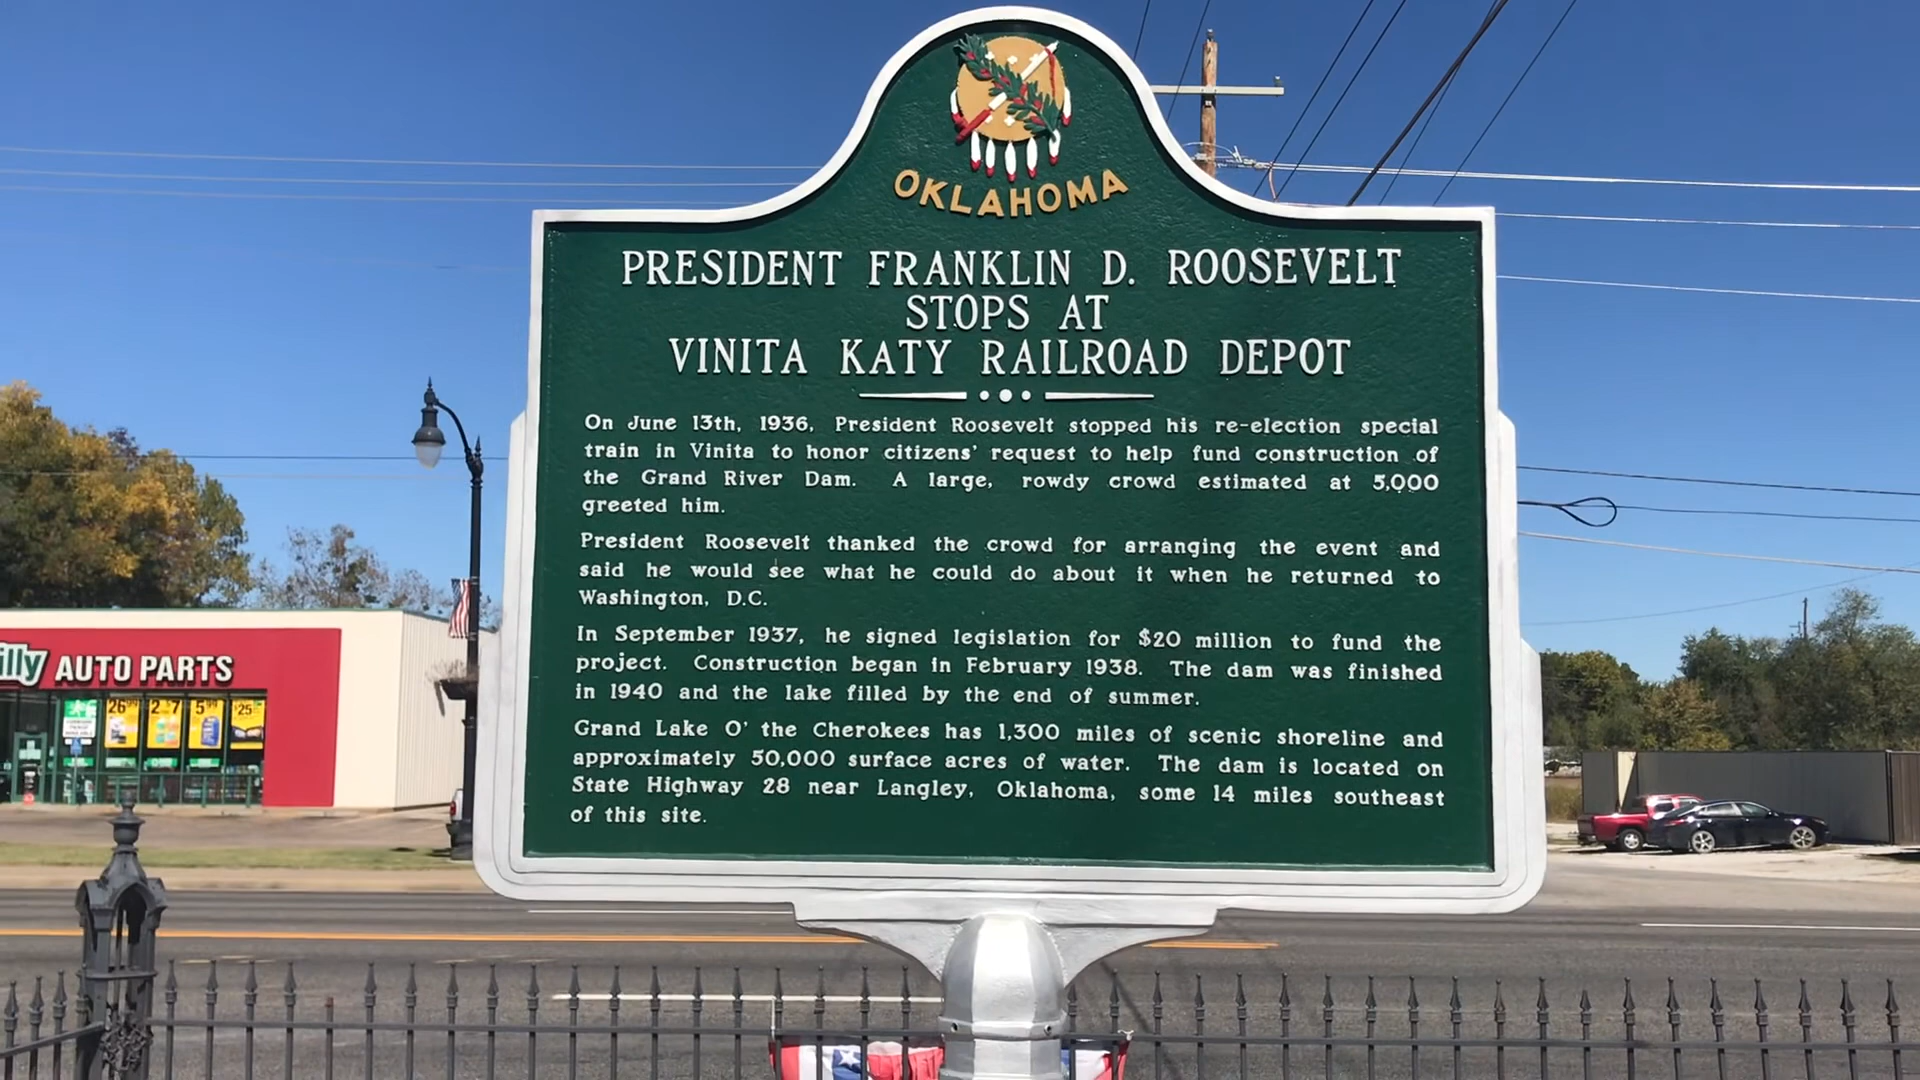 OKLAHOMA
PRESIDENT FRANKLIN D. ROOSEVELT
STOPS AT
VINITA KATY RAILROAD DEPOT
On June 13th, 1936, President Roosevelt stopped his re-election special
train in Vinita to honor citizens' request to help fund construction of
the Grand River Dam. A large, rowdy crowd estimated at 5,000
greeted him.
President Roosevelt thanked the crowd for arranging the event and
said he would see what he could do about it when he returned to
Washington, D.C.
In September 1937, he signed legislation for $20 million to fund the
project. Construction began in February 1938. The dam was finished
in 1940 and the lake filled by the end of summer.
Grand Lake O' the Cherokees has 1,300 miles of scenic shoreline and
approximately 50,000 surface acres of water. The dam is located on
State Highway 28 near Langley, Oklahoma, some 14 miles southeast
of this site.
illy AUTO PARTS
2699 2 $7 599 $25